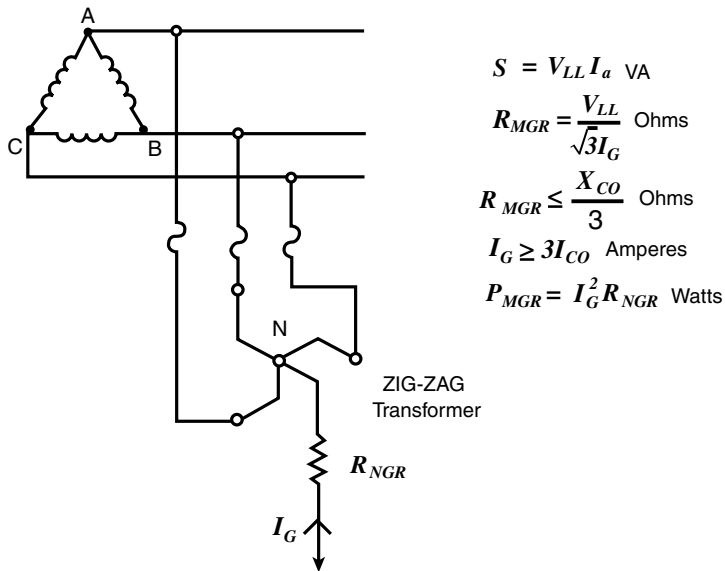 A
C
B
N
ZIG-ZAG
Transformer
R_NGR
I_G
S = V_LL I_a VA
R_MGR = V_LL / √3 I_G Ohms
R_MGR ≤ X_CO / 3 Ohms
I_G ≥ 3I_CO Amperes
P_MGR = I_G^2 R_NGR Watts